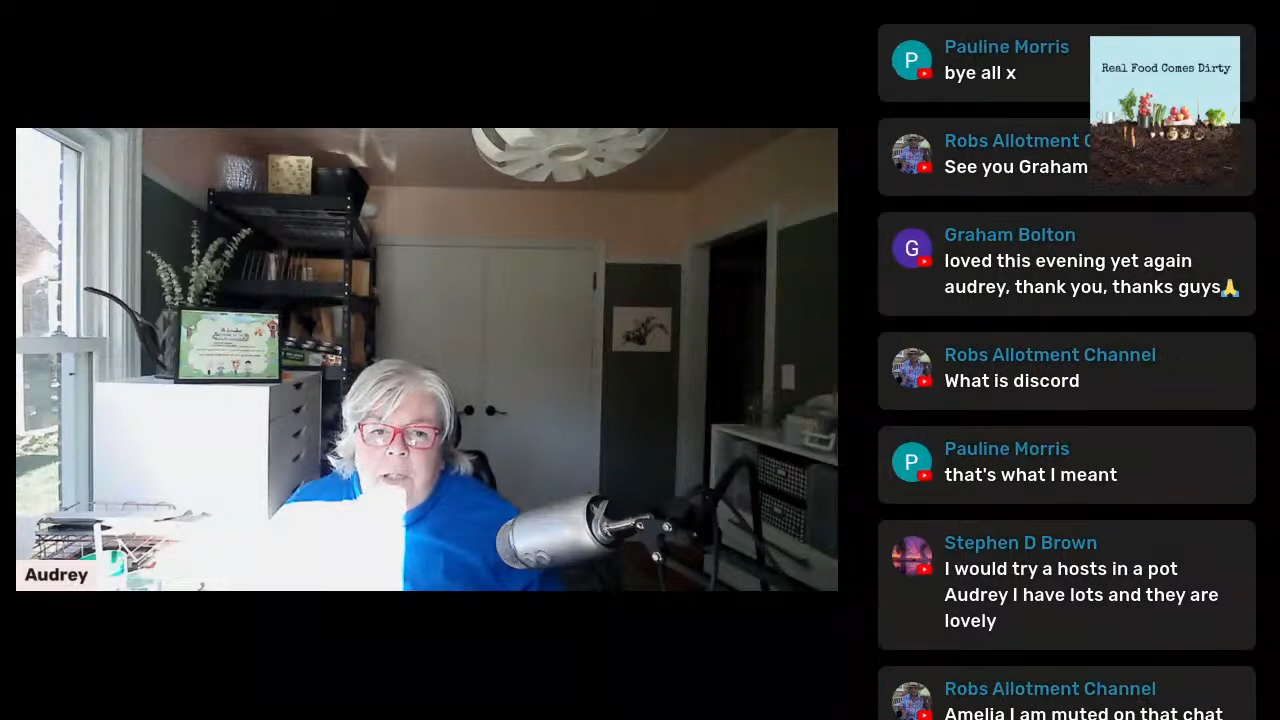 Pauline Morris
bye all x
Real Food Comes Dirty
Robs Allotment C
See you Graham
Graham Bolton
loved this evening yet again
audrey, thank you, thanks guys🙏
Robs Allotment Channel
What is discord
Pauline Morris
that's what I meant
Stephen D Brown
I would try a hosts in a pot
Audrey I have lots and they are
lovely
Robs Allotment Channel
Amelia I am muted on that chat
Audrey